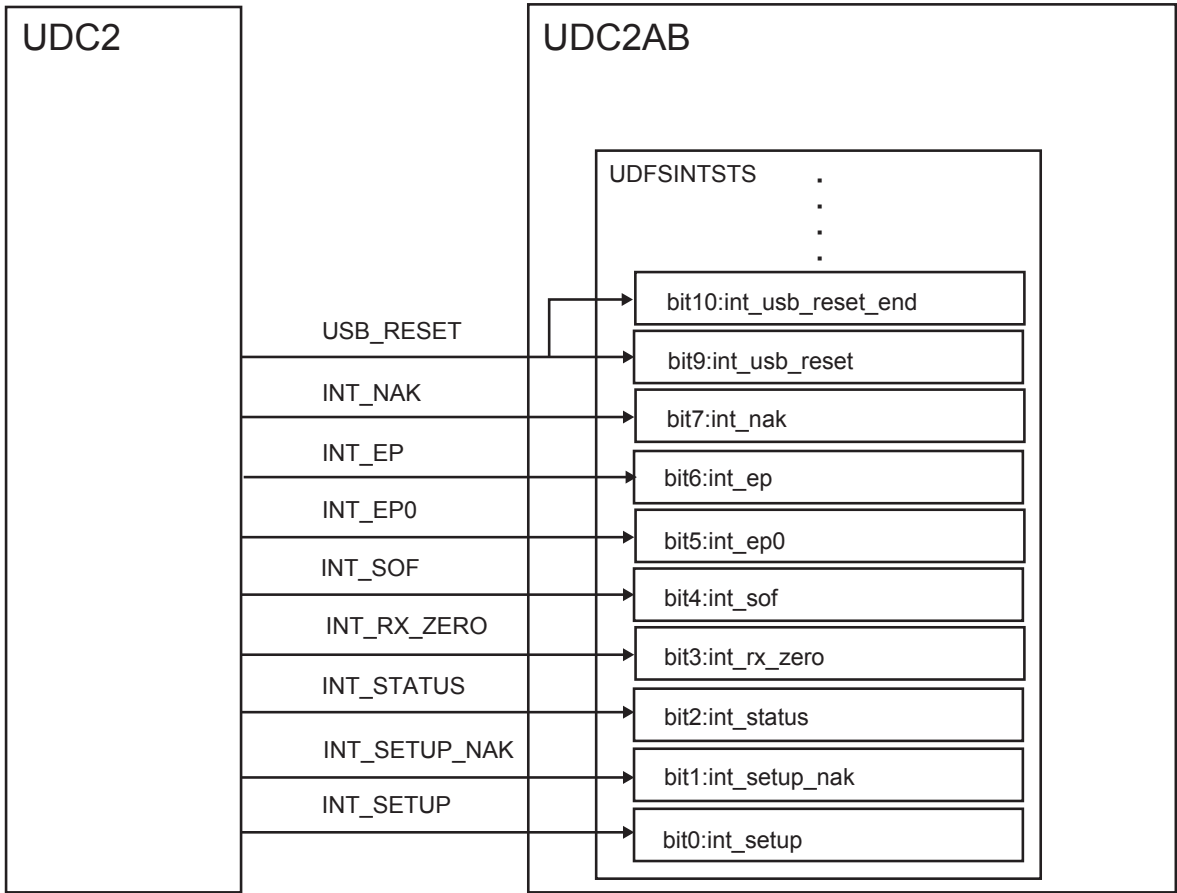 UDC2
UDC2AB
UDFSINTSTS
bit10:int_usb_reset_end
USB_RESET
bit9:int_usb_reset
INT_NAK
bit7:int_nak
INT_EP
bit6:int_ep
INT_EP0
bit5:int_ep0
INT_SOF
bit4:int_sof
INT_RX_ZERO
bit3:int_rx_zero
INT_STATUS
bit2:int_status
INT_SETUP_NAK
bit1:int_setup_nak
INT_SETUP
bit0:int_setup